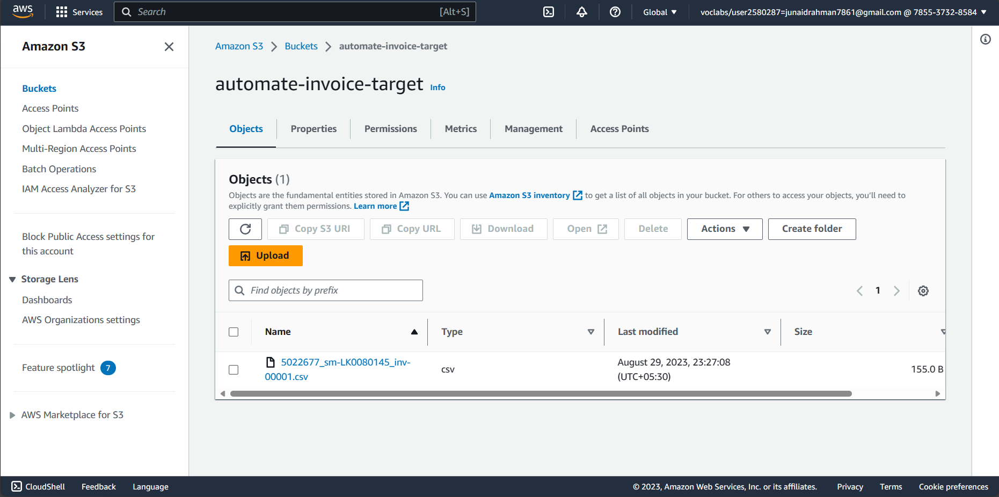 aws Services Search [Alt+S] Global voclabs/user2580287=junaidrahman7861@gmail.com @ 7855-3732-8584
Amazon S3
Buckets
Access Points
Object Lambda Access Points
Multi-Region Access Points
Batch Operations
IAM Access Analyzer for S3
Block Public Access settings for
this account
Storage Lens
Dashboards
AWS Organizations settings
Feature spotlight 7
AWS Marketplace for S3
Amazon S3 Buckets automate-invoice-target
automate-invoice-target Info
Objects Properties Permissions Metrics Management Access Points
Objects (1)
Objects are the fundamental entities stored in Amazon S3. You can use Amazon S3 inventory to get a list of all objects in your bucket. For others to access your objects, you'll need to
explicitly grant them permissions. Learn more
Copy S3 URI Copy URL Download Open Delete Actions Create folder
Upload
Find objects by prefix 1
Name Type Last modified Size
5022677_sm-LK0080145_inv-
00001.csv
csv
August 29, 2023, 23:27:08
(UTC+05:30)
155.0 B
CloudShell Feedback Language © 2023, Amazon Web Services, Inc. or its affiliates. Privacy Terms Cookie preferences